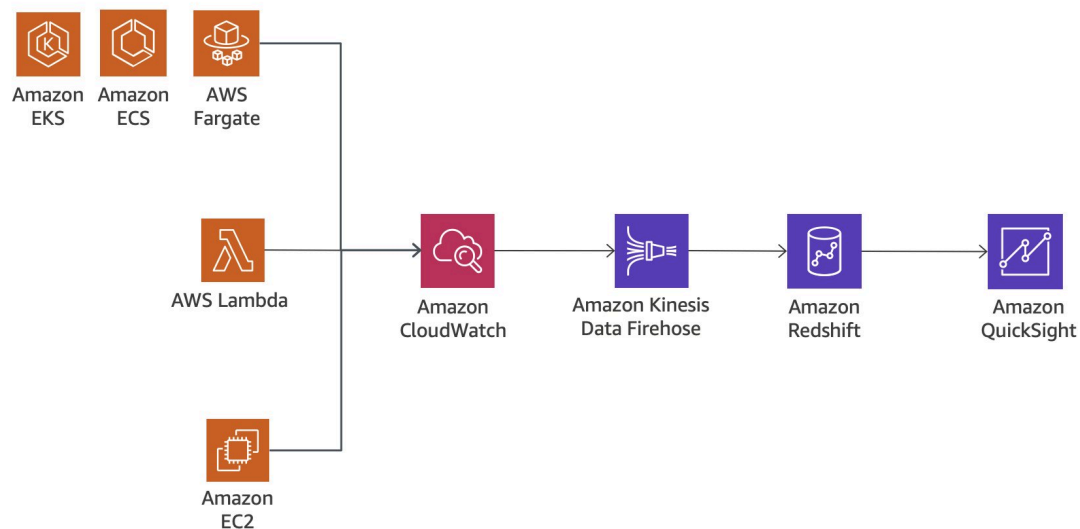 K
Amazon
EKS
Amazon
ECS
AWS
Fargate
AWS Lambda
Amazon
CloudWatch
Amazon Kinesis
Data Firehose
Amazon
Redshift
Amazon
QuickSight
Amazon
EC2